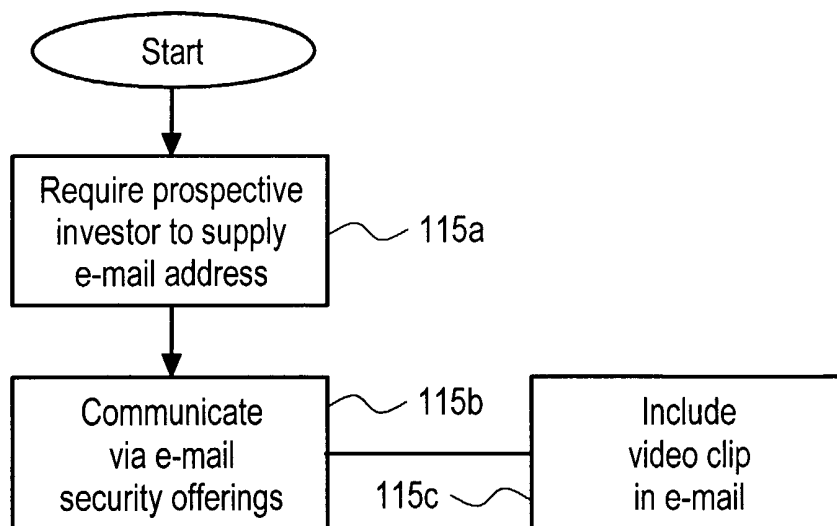 Start
Require prospective
investor to supply
e-mail address
115a
Communicate
via e-mail
security offerings
115b
Include
video clip
in e-mail
115c